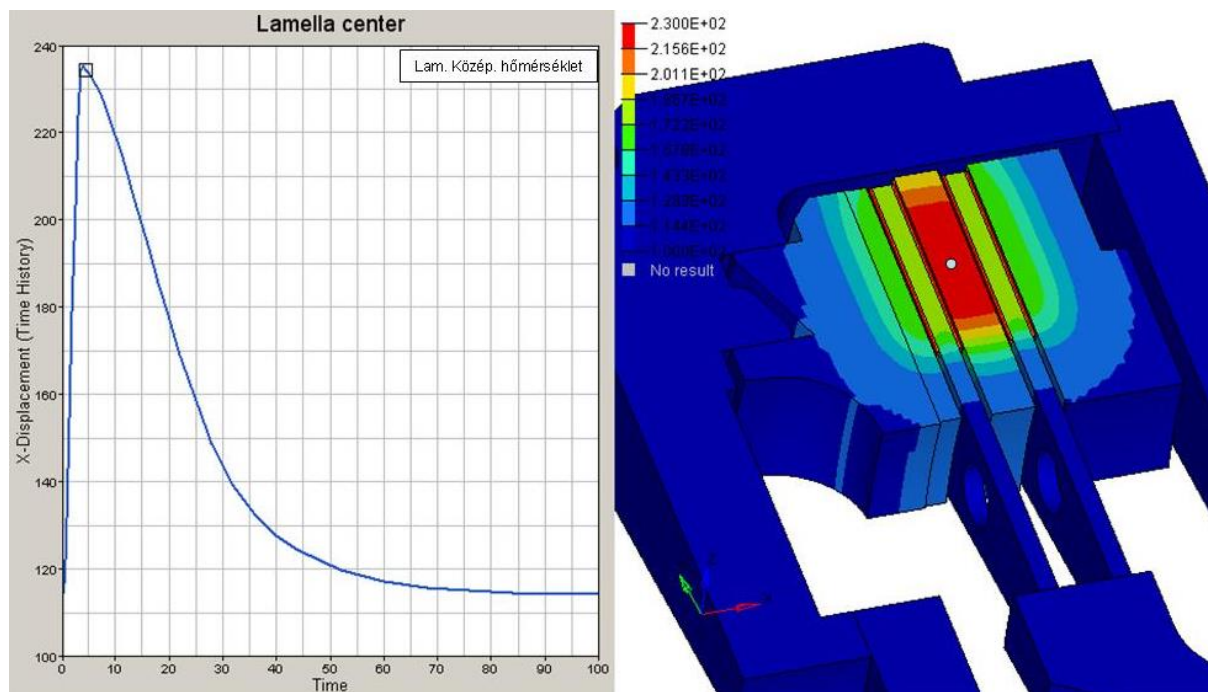 Lamella center
240
220
200
180
160
140
120
100
X-Displacement (Time History)
Lam. Közép. hőmérséklet
0 10 20 30 40 50 60 70 80 90 100
Time
2.300E+02
2.156E+02
2.011E+02
No result